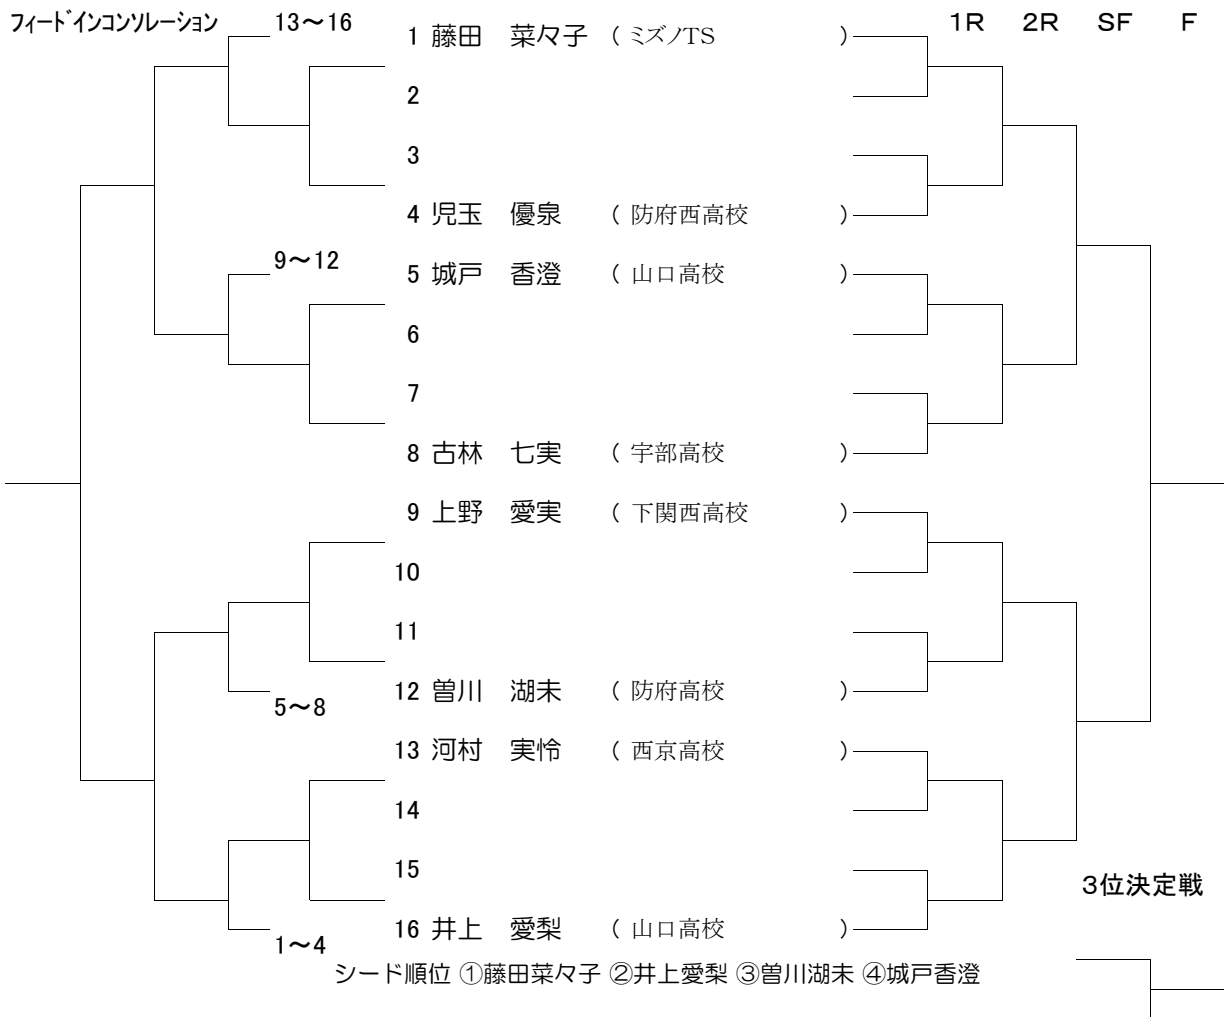 フィードインコンソレーション 13～16 1R 2R SF F
1 藤田 菜々子 ( ミズノTS )
2
3
4 児玉 優泉 ( 防府西高校 )
9～12
5 城戸 香澄 ( 山口高校 )
6
7
8 古林 七実 ( 宇部高校 )
9 上野 愛実 ( 下関西高校 )
10
11
12 曽川 湖未 ( 防府高校 )
5～8
13 河村 実怜 ( 西京高校 )
14
15
3位決定戦
16 井上 愛梨 ( 山口高校 )
1～4
シード順位 ①藤田菜々子 ②井上愛梨 ③曽川湖未 ④城戸香澄